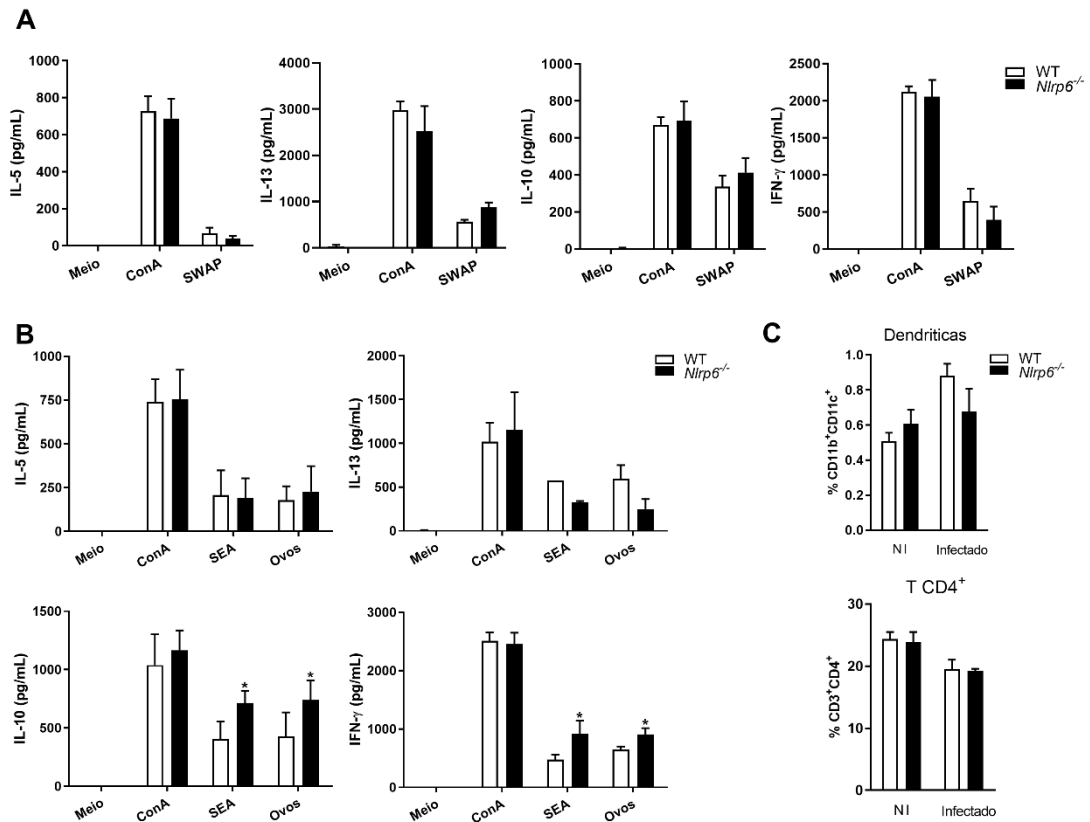 A
IL-5 (pg/mL)
1000
800
600
400
200
0
Meio ConA SWAP
IL-13 (pg/mL)
4000
3000
2000
1000
0
Meio ConA SWAP
IL-10 (pg/mL)
1000
800
600
400
200
0
Meio ConA SWAP
IFN-γ (pg/mL)
2500
2000
1500
1000
500
0
Meio ConA SWAP
WT
Nlrp6-/-
B
IL-5 (pg/mL)
1000
750
500
250
0
Meio ConA SEA Ovos
IL-13 (pg/mL)
2000
1500
1000
500
0
Meio ConA SEA Ovos
WT
Nlrp6-/-
IL-10 (pg/mL)
1500
1000
500
0
* *
Meio ConA SEA Ovos
IFN-γ (pg/mL)
3000
2000
1000
0
* *
Meio ConA SEA Ovos
C
Dendriticas
% CD11b+CD11c+
1.0
0.8
0.6
0.4
0.2
0.0
NI Infectado
WT
Nlrp6-/-
T CD4+
% CD3+CD4+
30
20
10
0
NI Infectado